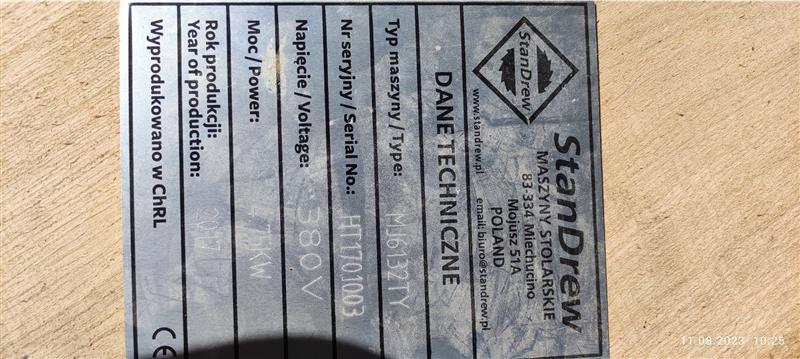 StanDrew
StanDrew
MASZYNY STOLARSKIE
83-334 Miechucino
Mojusz 51A
POLAND
www.standrew.pl
email: biuro@standrew.pl
DANE TECHNICZNE
Typ maszyny / Type: MJ6132TY
Nr seryjny / Serial No.: HT1701003
Napięcie / Voltage: 380V
Moc / Power:
Rok produkcji:
Year of production:
Wyprodukowano w ChRL
CE
11.08.2023 10:25